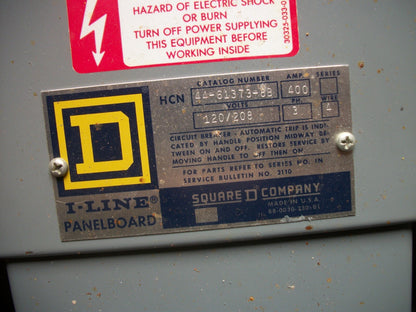 HAZARD OF ELECTRIC SHOCK
OR BURN
TURN OFF POWER SUPPLYING
THIS EQUIPMENT BEFORE
WORKING INSIDE
CATALOG NUMBER AMP. SERIES
HCN 400
VOLTS PH.
120/208 3 4
CIRCUIT BREAKER - AUTOMATIC TRIP IS INDI-
CATED BY HANDLE POSITION MIDWAY BE-
TWEEN ON AND OFF. RESTORE SERVICE BY
MOVING HANDLE TO OFF THEN ON.
FOR PARTS REFER TO SERIES NO. IN
SERVICE BULLETIN NO. 2110
D
I-LINE®
PANELBOARD
SQUARE D COMPANY
MADE IN U.S.A.